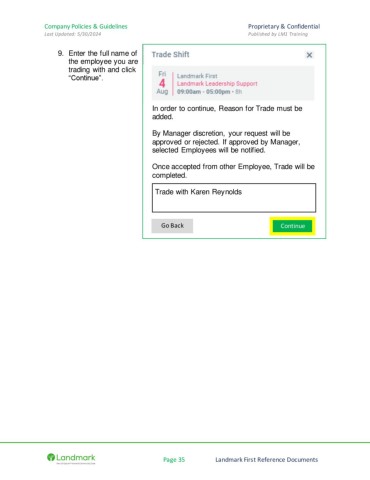 Company Policies & Guidelines
Proprietary & Confidential
Last Updated: 5/30/2024
Published by LM1 Training
9. Enter the full name of
the employee you are
trading with and click
“Continue”.
Trade Shift
Fri
4
Aug
Landmark First
Landmark Leadership Support
09:00am - 05:00pm - 8h
In order to continue, Reason for Trade must be
added.
By Manager discretion, your request will be
approved or rejected. If approved by Manager,
selected Employees will be notified.
Once accepted from other Employee, Trade will be
completed.
Trade with Karen Reynolds
Go Back
Continue
Landmark
Page 35
Landmark First Reference Documents